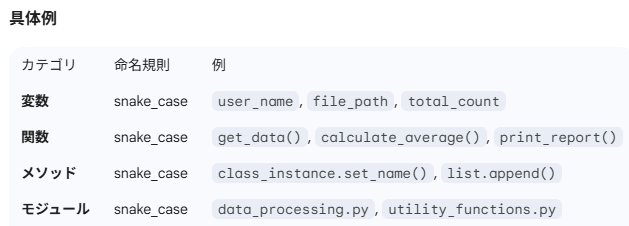 具体例
カテゴリ 命名規則 例
変数 snake_case user_name, file_path, total_count
関数 snake_case get_data(), calculate_average(), print_report()
メソッド snake_case class_instance.set_name(), list.append()
モジュール snake_case data_processing.py, utility_functions.py